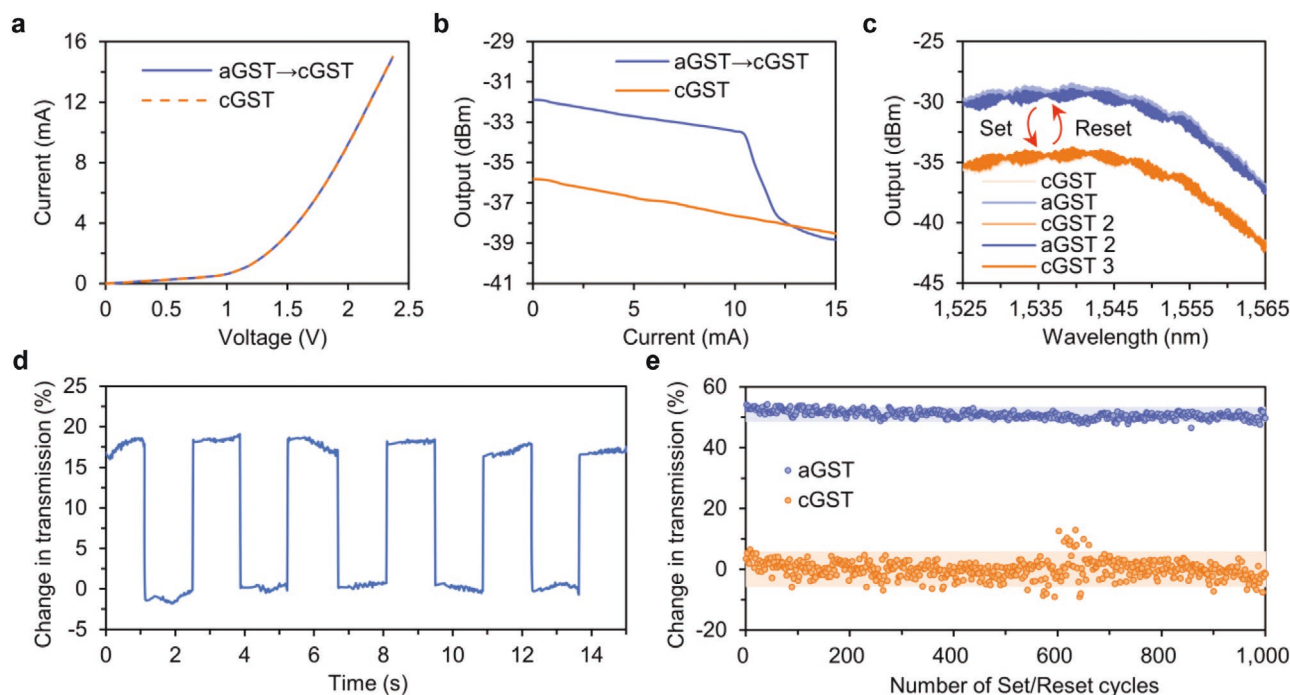 a
16
12
8
4
0
Current (mA)
aGST→cGST
cGST
0 0.5 1 1.5 2 2.5
Voltage (V)
b
-29
-31
-33
-35
-37
-39
-41
Output (dBm)
aGST→cGST
cGST
0 5 10 15
Current (mA)
c
-25
-30
-35
-40
-45
Output (dBm)
Set Reset
cGST
aGST
cGST 2
aGST 2
cGST 3
1,525 1,535 1,545 1,555 1,565
Wavelength (nm)
d
25
20
15
10
5
0
-5
Change in transmission (%)
0 2 4 6 8 10 12 14
Time (s)
e
60
40
20
0
-20
Change in transmission (%)
aGST
cGST
0 200 400 600 800 1,000
Number of Set/Reset cycles